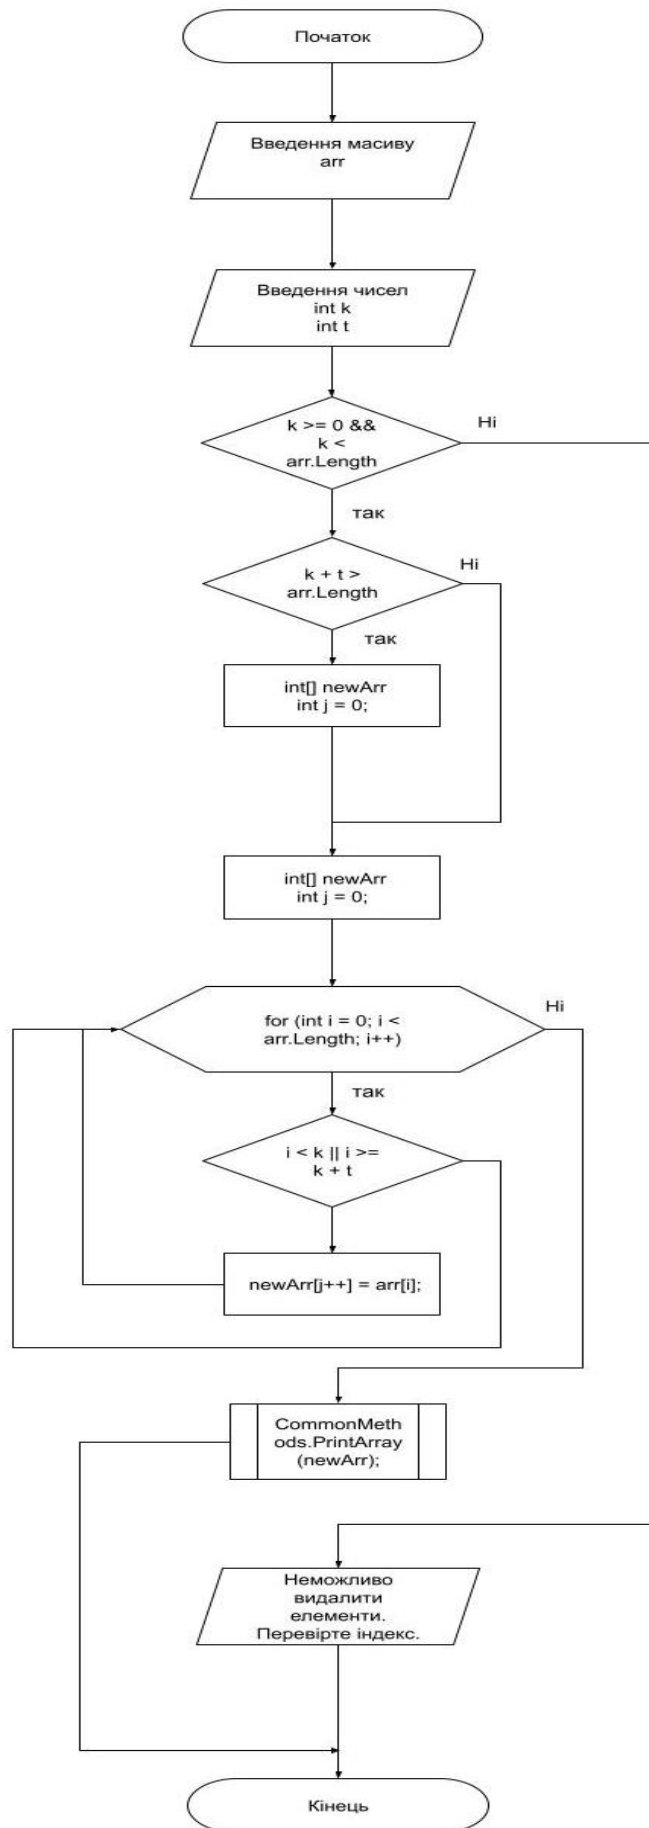 Початок
Введення масиву
arr
Введення чисел
int k
int t
k >= 0 &&
k <
arr.Length
Ні
так
k + t >
arr.Length
Ні
так
int[] newArr
int j = 0;
int[] newArr
int j = 0;
for (int i = 0; i <
arr.Length; i++)
Ні
так
i < k || i >=
k + t
newArr[j++] = arr[i];
CommonMeth
ods.PrintArray
(newArr);
Неможливо
видалити
елементи.
Перевірте індекс.
Кінець